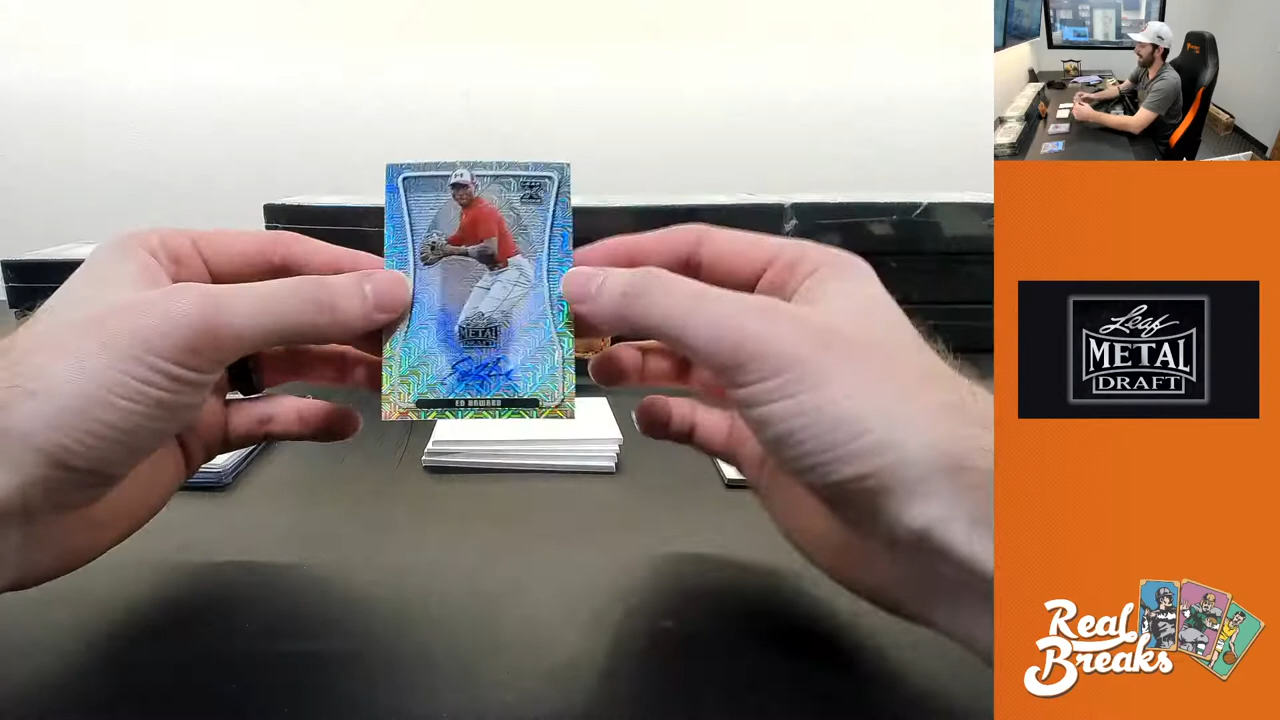 METAL
DRAFT
ED HOWARD
Leaf
METAL
DRAFT
Real
Breaks